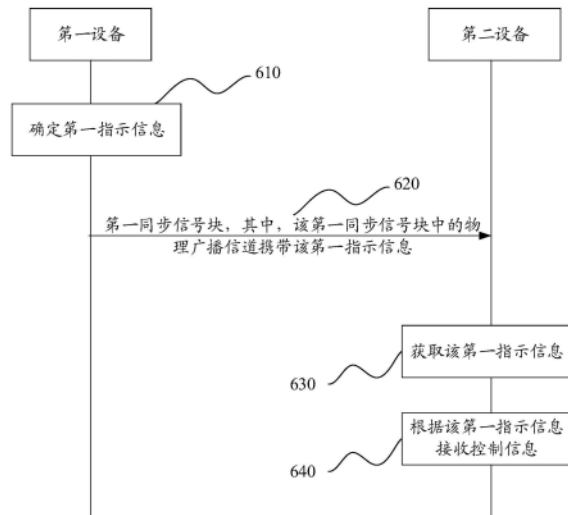 第一设备
第二设备
610
确定第一指示信息
620
第一同步信号块，其中，该第一同步信号块中的物
理广播信道携带该第一指示信息
获取该第一指示信息
630
根据该第一指示信息
接收控制信息
640